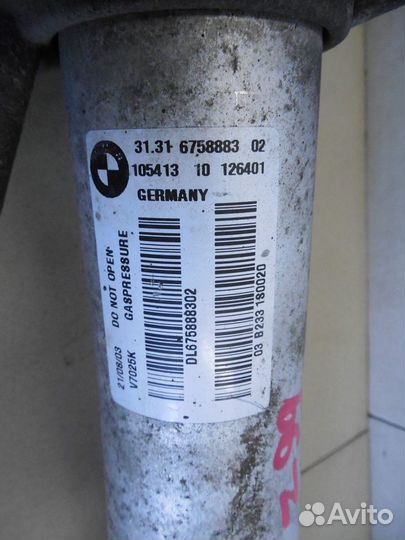 31.31 6758883 02
105413 10 126401
GERMANY
DO NOT OPEN
GASPRESSURE
21/08/03
V7025K
DL675888302
03 B233 180020
Avito